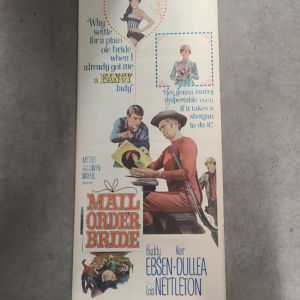 "Why
settle
for a plain
ole bride
when I
already got me
a FANCY
lady"
"He's gonna marry
respectable even
if it takes a
shotgun
to do it."
METRO
GOLDWYN
MAYER
presents
MAIL
ORDER
BRIDE
Buddy Keir
EBSEN · DULLEA
Lois NETTLETON